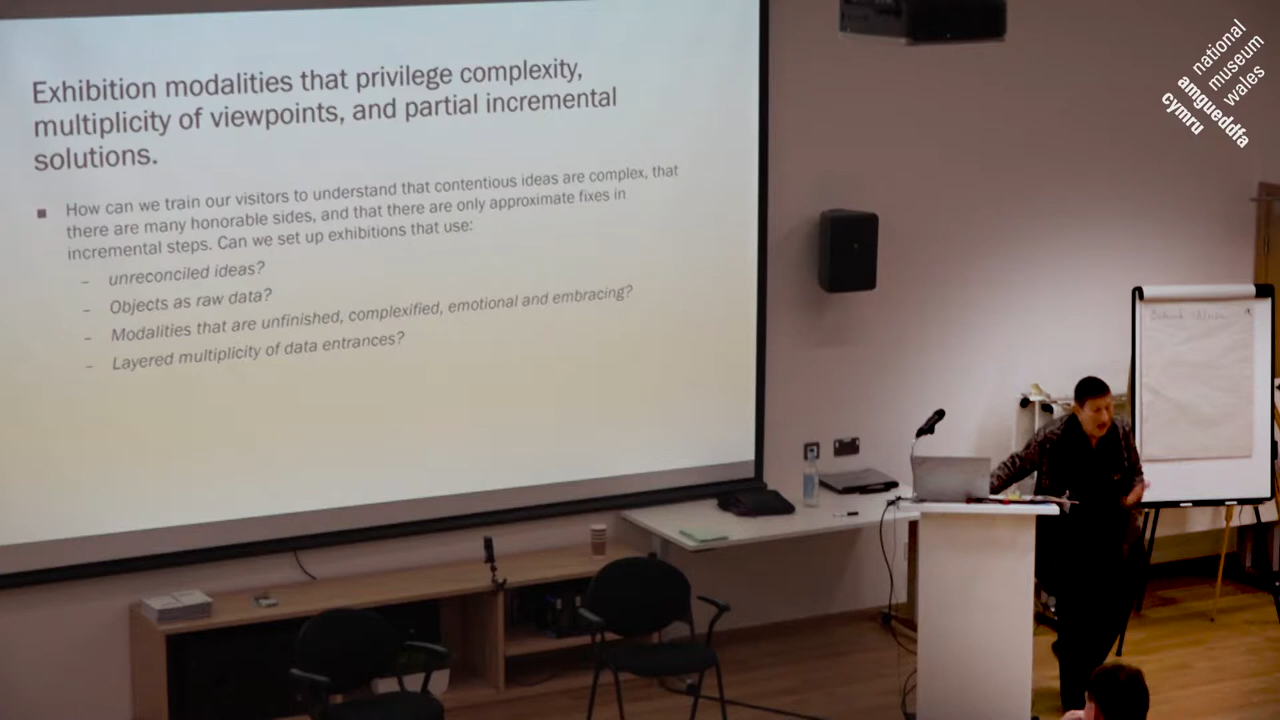 Exhibition modalities that privilege complexity,
multiplicity of viewpoints, and partial incremental
solutions.
■ How can we train our visitors to understand that contentious ideas are complex, that
there are many honorable sides, and that there are only approximate fixes in
incremental steps. Can we set up exhibitions that use:
– unreconciled ideas?
– Objects as raw data?
– Modalities that are unfinished, complexified, emotional and embracing?
– Layered multiplicity of data entrances?
national
museum
wales
amgueddfa
cymru